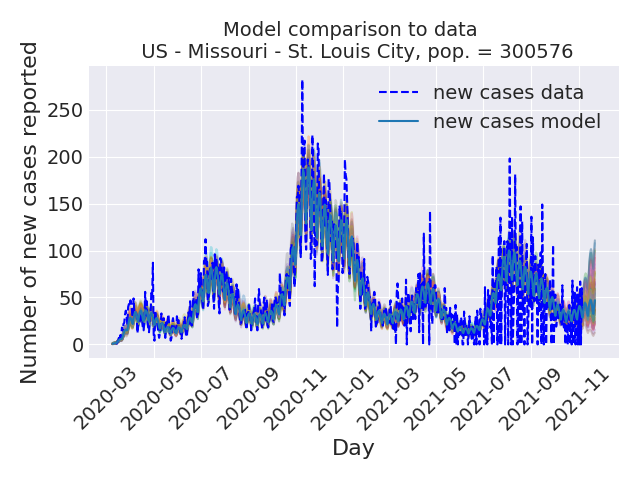 Model comparison to data
US - Missouri - St. Louis City, pop. = 300576
new cases data
new cases model
Number of new cases reported
250
200
150
100
50
0
2020-03
2020-05
2020-07
2020-09
2020-11
2021-01
2021-03
2021-05
2021-07
2021-09
2021-11
Day